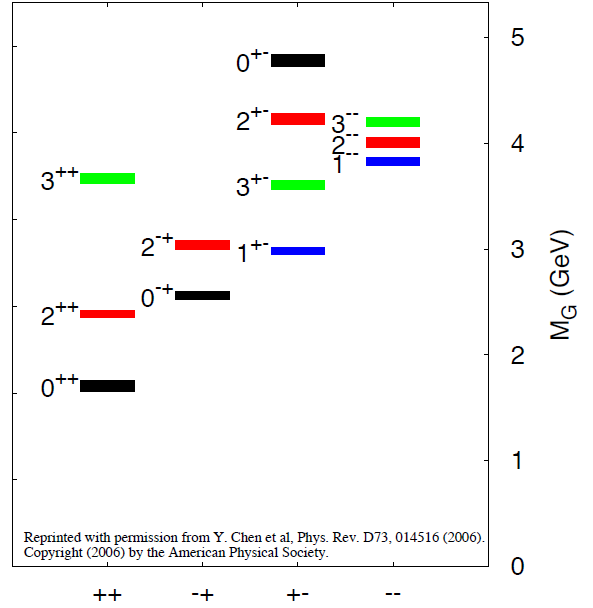 0+- 5
2+- 3-- 4
2--
1--
3++ 3+-
2-+ 1+- 3
0-+
2++
2
0++
1
M_G (GeV)
Reprinted with permission from Y. Chen et al, Phys. Rev. D73, 014516 (2006).
Copyright (2006) by the American Physical Society.
0
++ -+ +- --